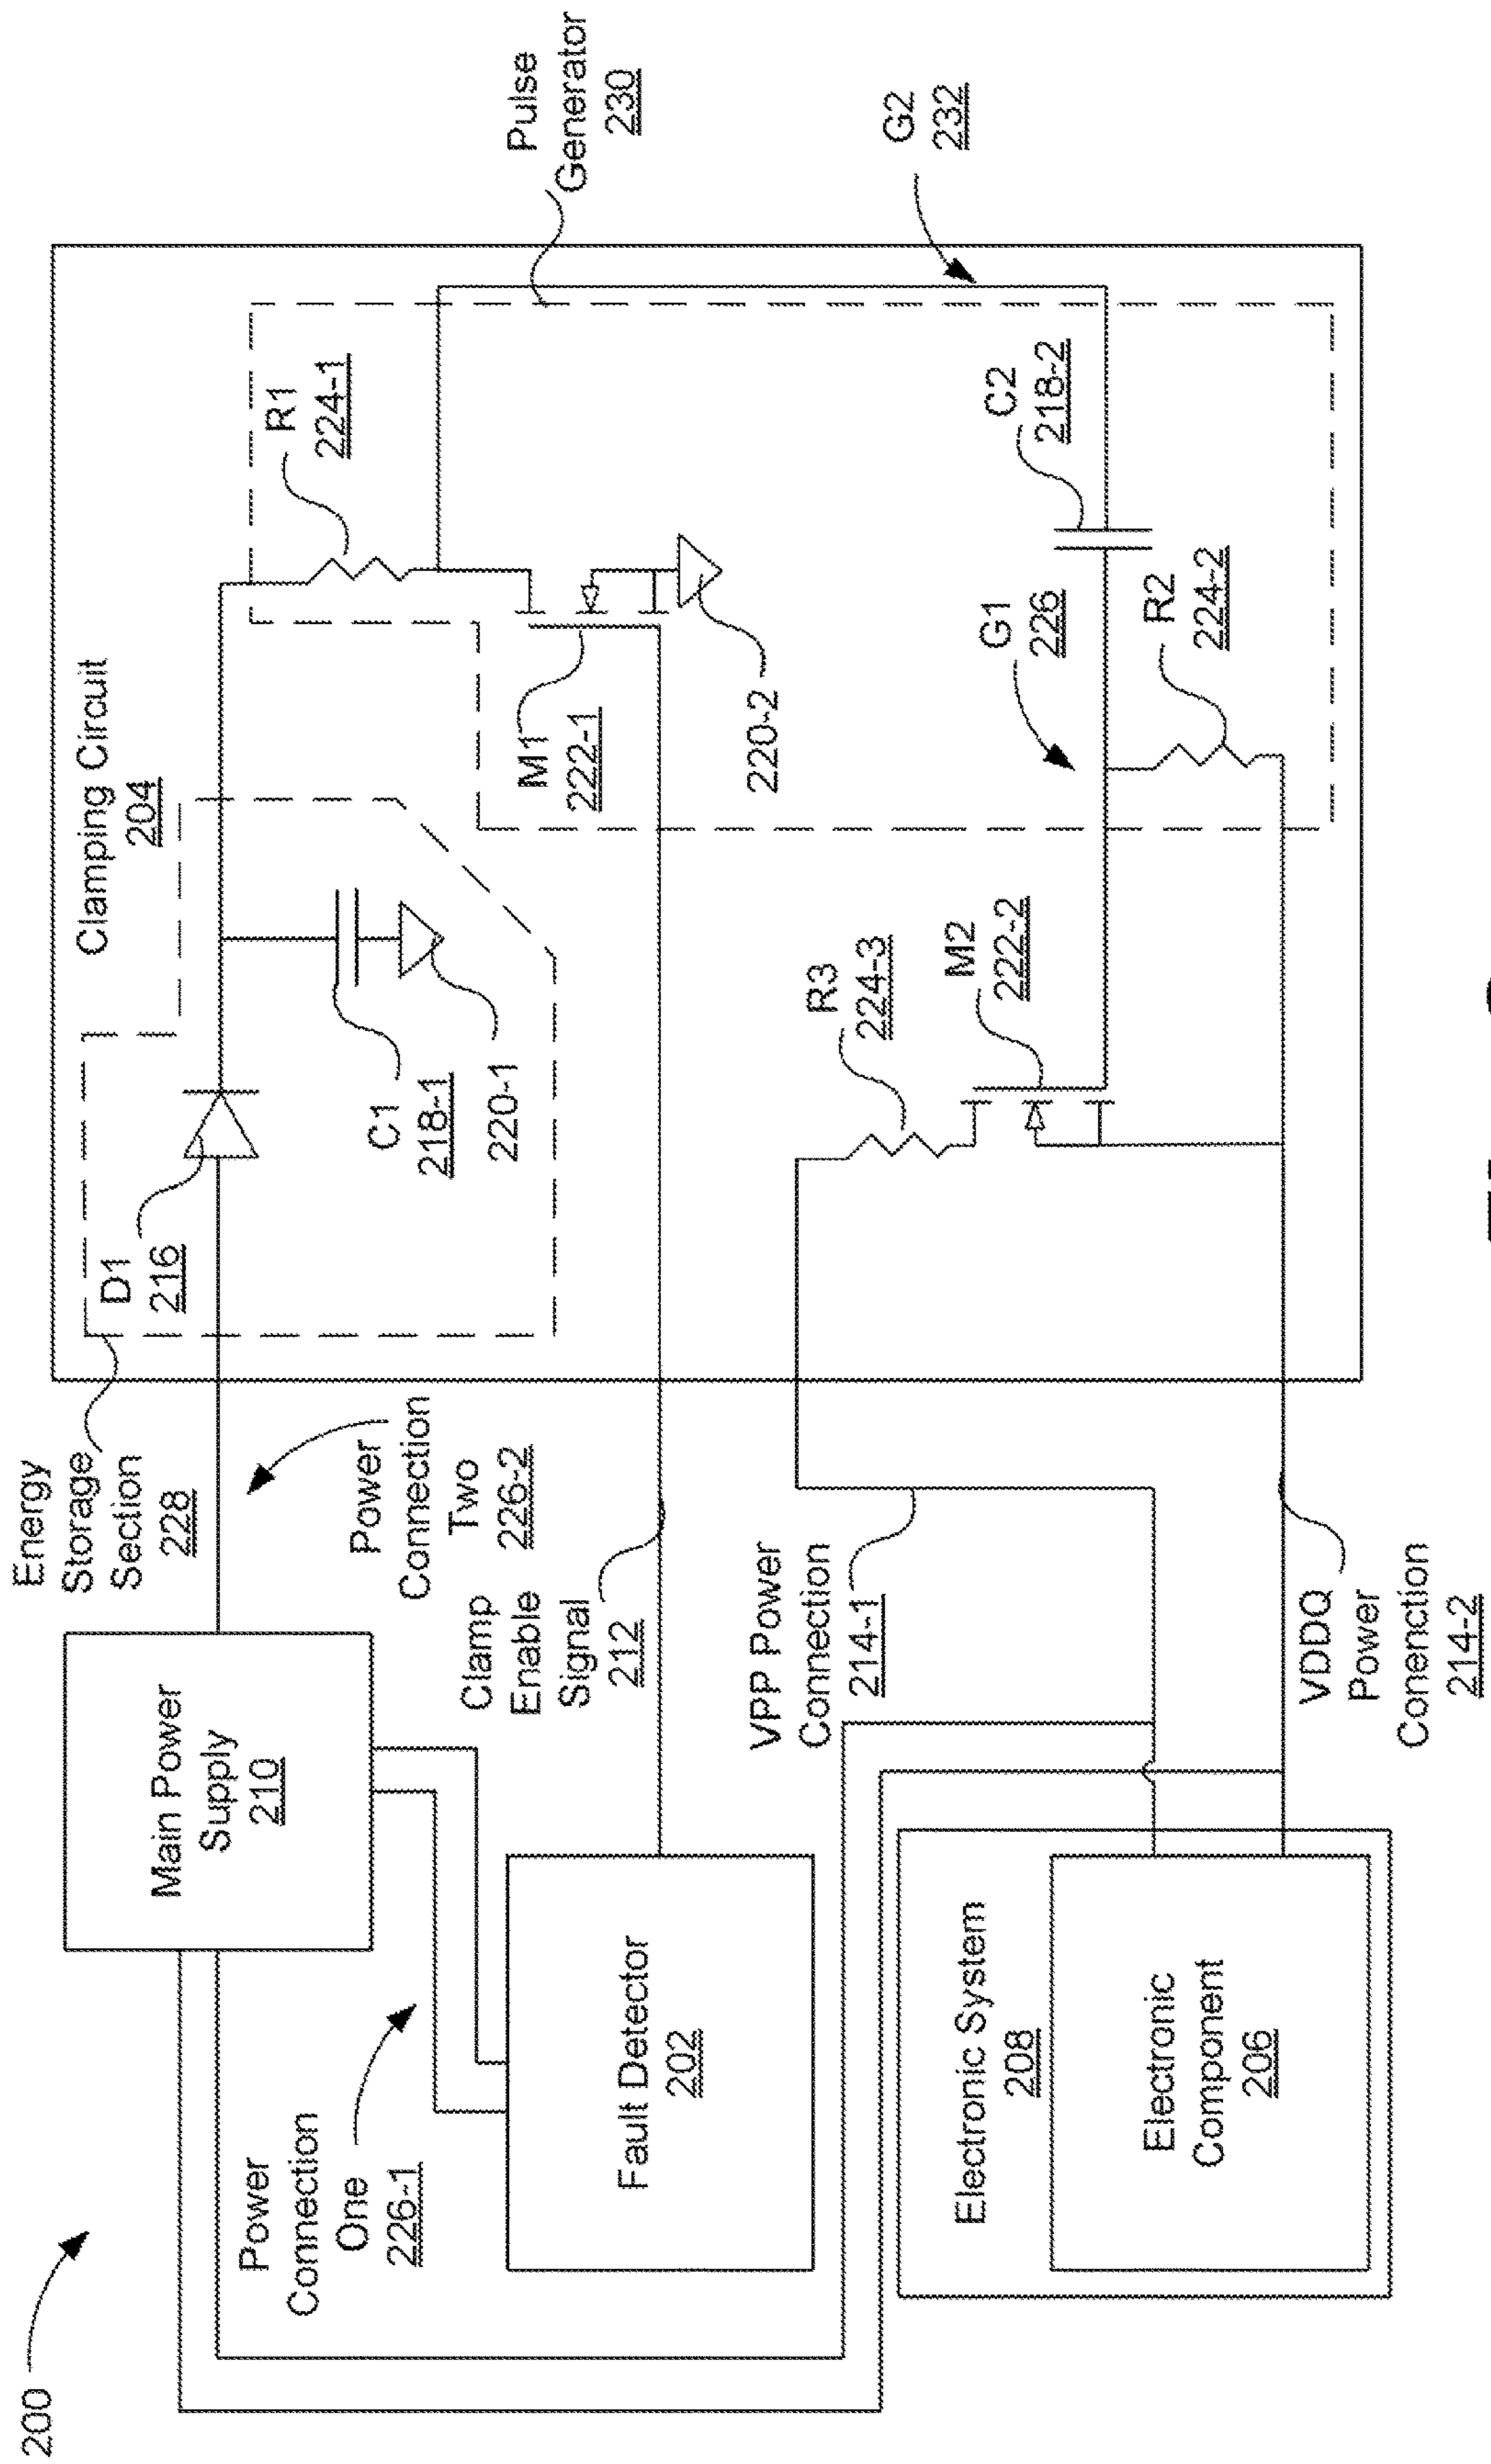 200
Main Power
Supply
210
Energy
Storage
Section
228
D1
216
Clamping Circuit
204
C1
218-1
220-1
R1
224-1
Pulse
Generator
230
Power
Connection
Two
226-2
Power
Connection
One
226-1
Fault Detector
202
Clamp
Enable
Signal
212
M1
222-1
220-2
G2
232
VPP Power
Connection
214-1
R3
224-3
M2
222-2
G1
226
C2
218-2
R2
224-2
Electronic System
208
Electronic
Component
206
VDDQ
Power
Conenction
214-2